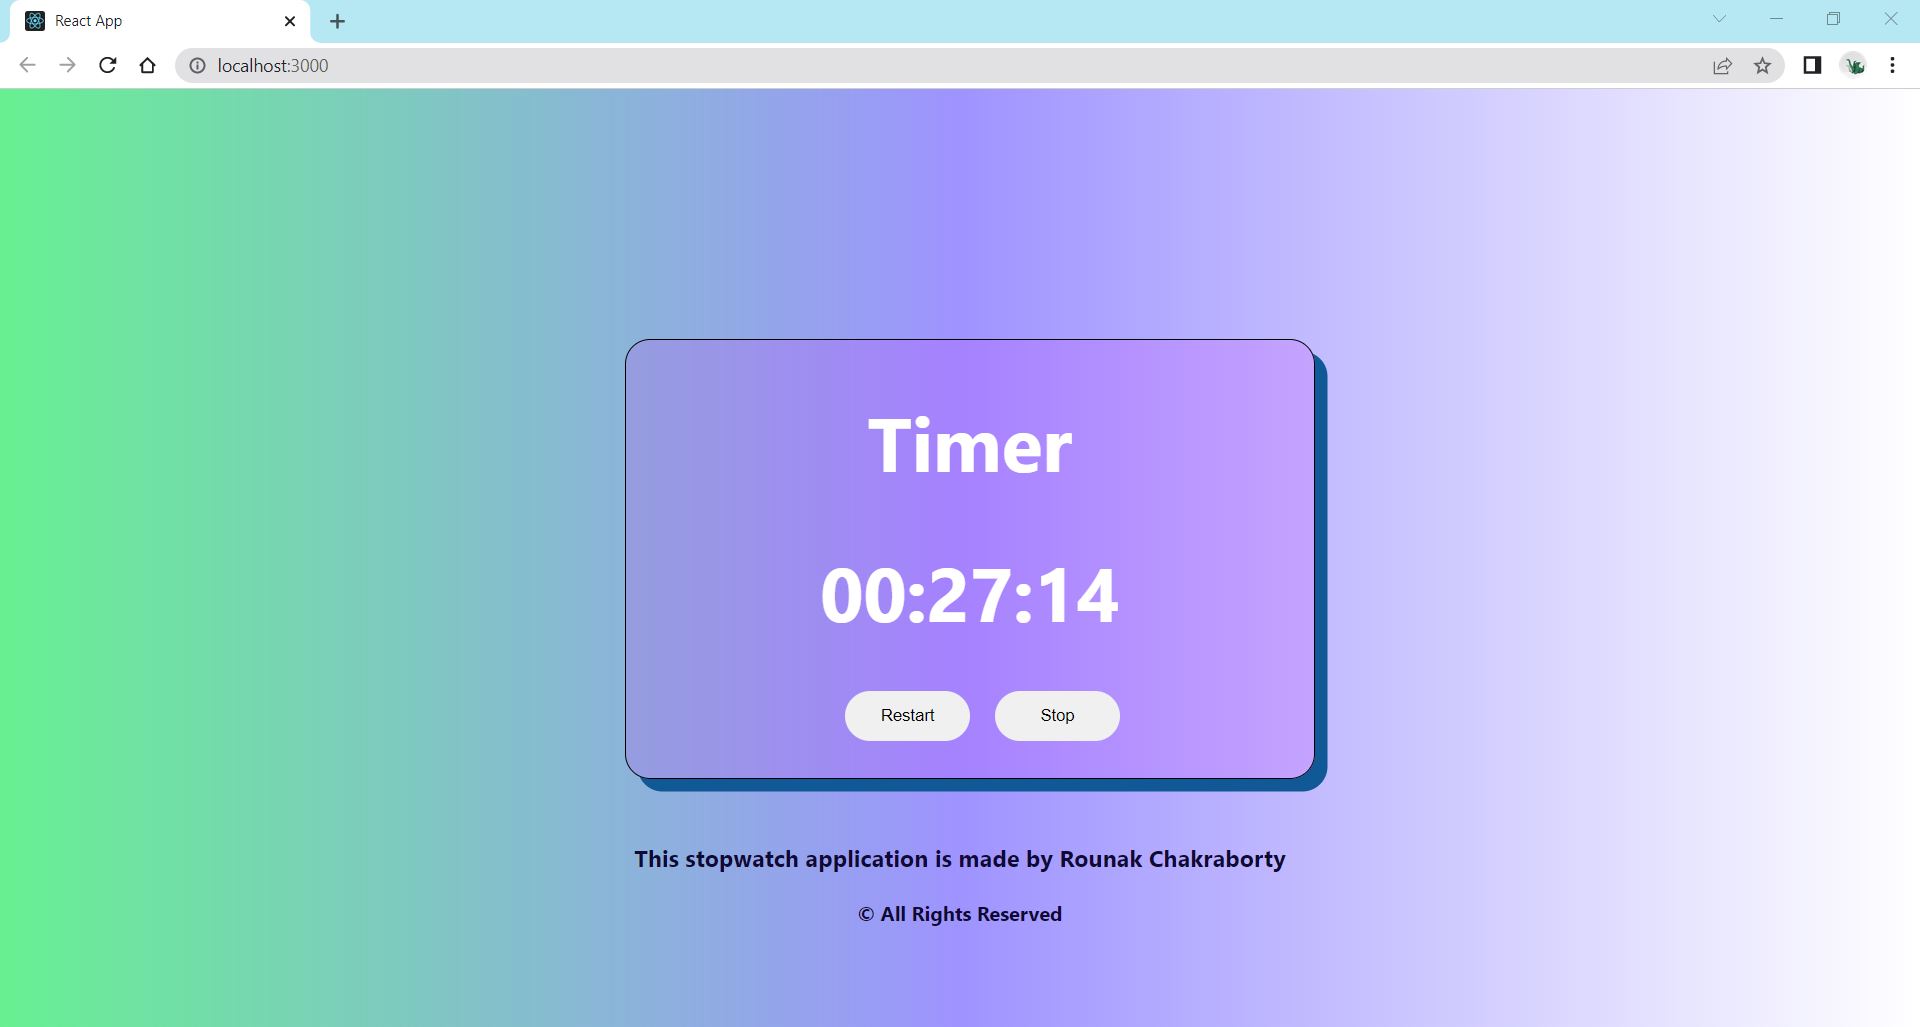 React App
localhost:3000
Timer
00:27:14
Restart Stop
This stopwatch application is made by Rounak Chakraborty
© All Rights Reserved